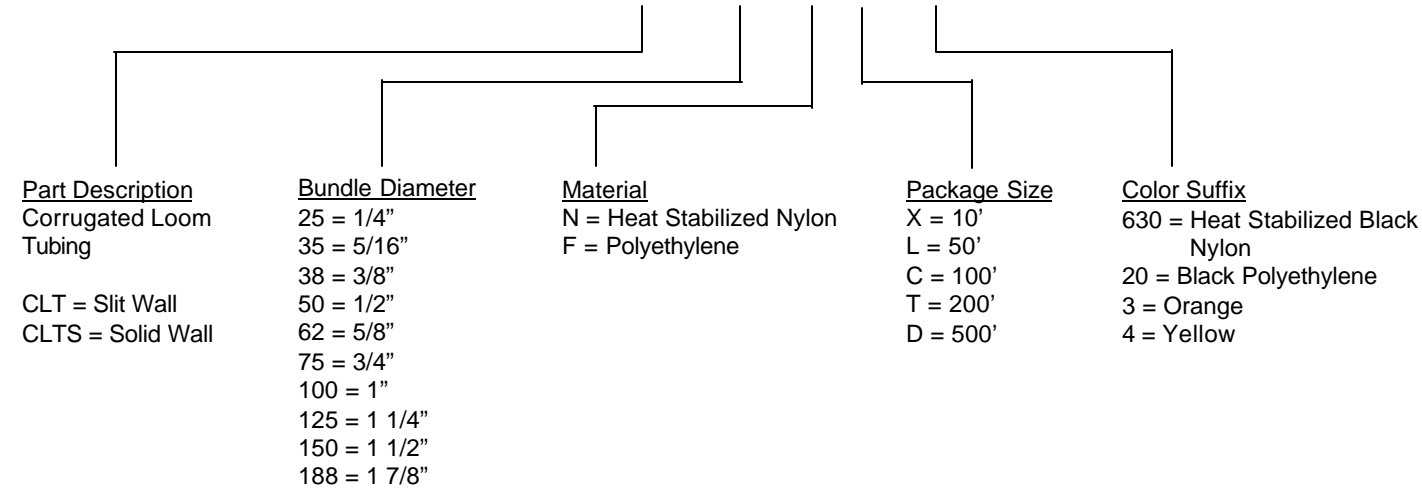 Part Description
Corrugated Loom
Tubing
CLT = Slit Wall
CLTS = Solid Wall
Bundle Diameter
25 = 1/4”
35 = 5/16”
38 = 3/8”
50 = 1/2”
62 = 5/8”
75 = 3/4”
100 = 1”
125 = 1 1/4”
150 = 1 1/2”
188 = 1 7/8”
Material
N = Heat Stabilized Nylon
F = Polyethylene
Package Size
X = 10’
L = 50’
C = 100’
T = 200’
D = 500’
Color Suffix
630 = Heat Stabilized Black
Nylon
20 = Black Polyethylene
3 = Orange
4 = Yellow